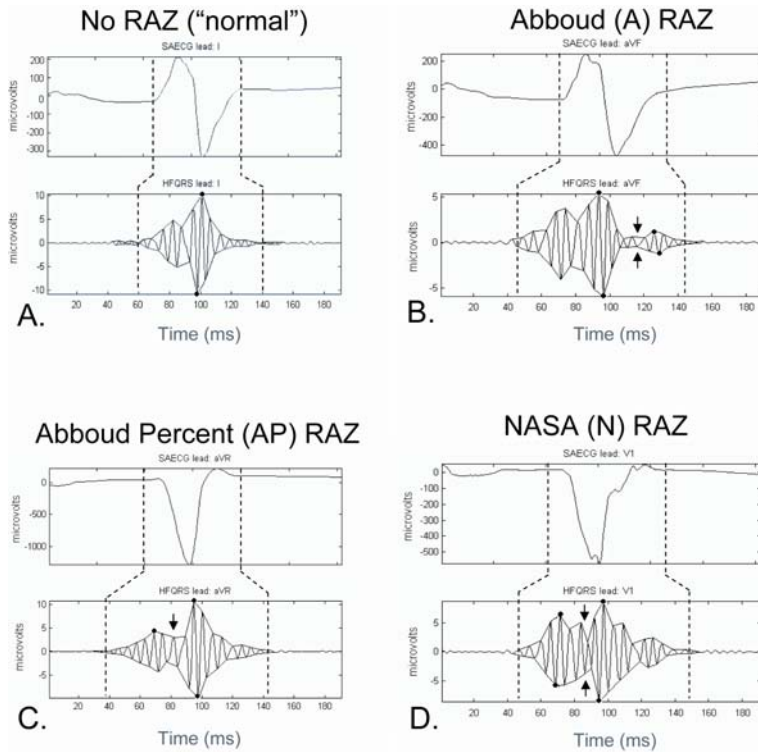 No RAZ (“normal”)
SAECG lead: I
200
100
0
-100
-200
-300
microvolts
HFQRS lead: I
10
5
0
-5
-10
microvolts
0 20 40 60 80 100 120 140 160 180
A.
Time (ms)
Abboud (A) RAZ
SAECG lead: aVF
200
0
-200
-400
microvolts
HFQRS lead: aVF
5
0
-5
microvolts
0 20 40 60 80 100 120 140 160 180
B.
Time (ms)
Abboud Percent (AP) RAZ
SAECG lead: aVR
0
-500
-1000
microvolts
HFQRS lead: aVR
10
5
0
-5
microvolts
0 20 40 60 80 100 120 140 160 180
C.
Time (ms)
NASA (N) RAZ
SAECG lead: V1
0
-100
-200
-300
-400
-500
microvolts
HFQRS lead: V1
5
0
-5
microvolts
0 20 40 60 80 100 120 140 160 180
D.
Time (ms)